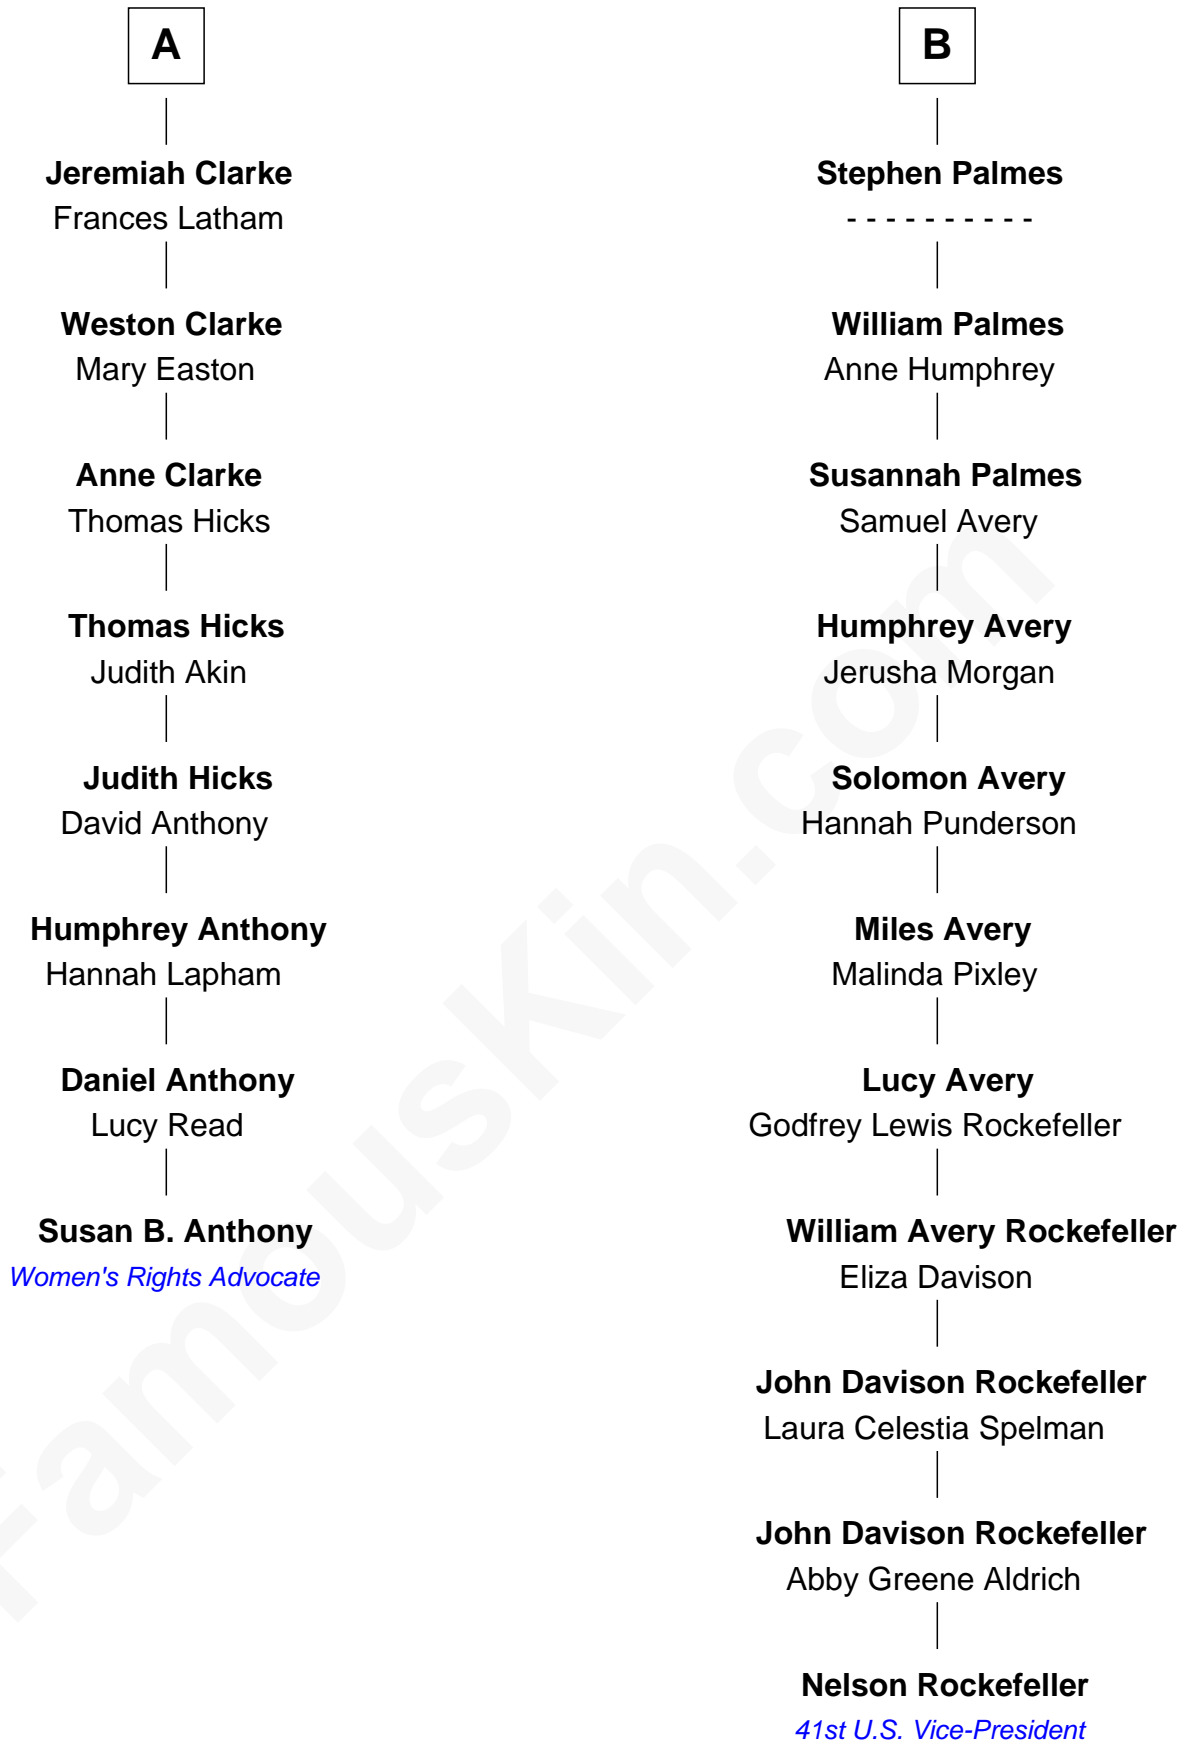 A
Jeremiah Clarke
Frances Latham
Weston Clarke
Mary Easton
Anne Clarke
Thomas Hicks
Thomas Hicks
Judith Akin
Judith Hicks
David Anthony
Humphrey Anthony
Hannah Lapham
Daniel Anthony
Lucy Read
Susan B. Anthony
Women's Rights Advocate
B
Stephen Palmes
- - - - - - - - - -
William Palmes
Anne Humphrey
Susannah Palmes
Samuel Avery
Humphrey Avery
Jerusha Morgan
Solomon Avery
Hannah Punderson
Miles Avery
Malinda Pixley
Lucy Avery
Godfrey Lewis Rockefeller
William Avery Rockefeller
Eliza Davison
John Davison Rockefeller
Laura Celestia Spelman
John Davison Rockefeller
Abby Greene Aldrich
Nelson Rockefeller
41st U.S. Vice-President
FamousKin.com